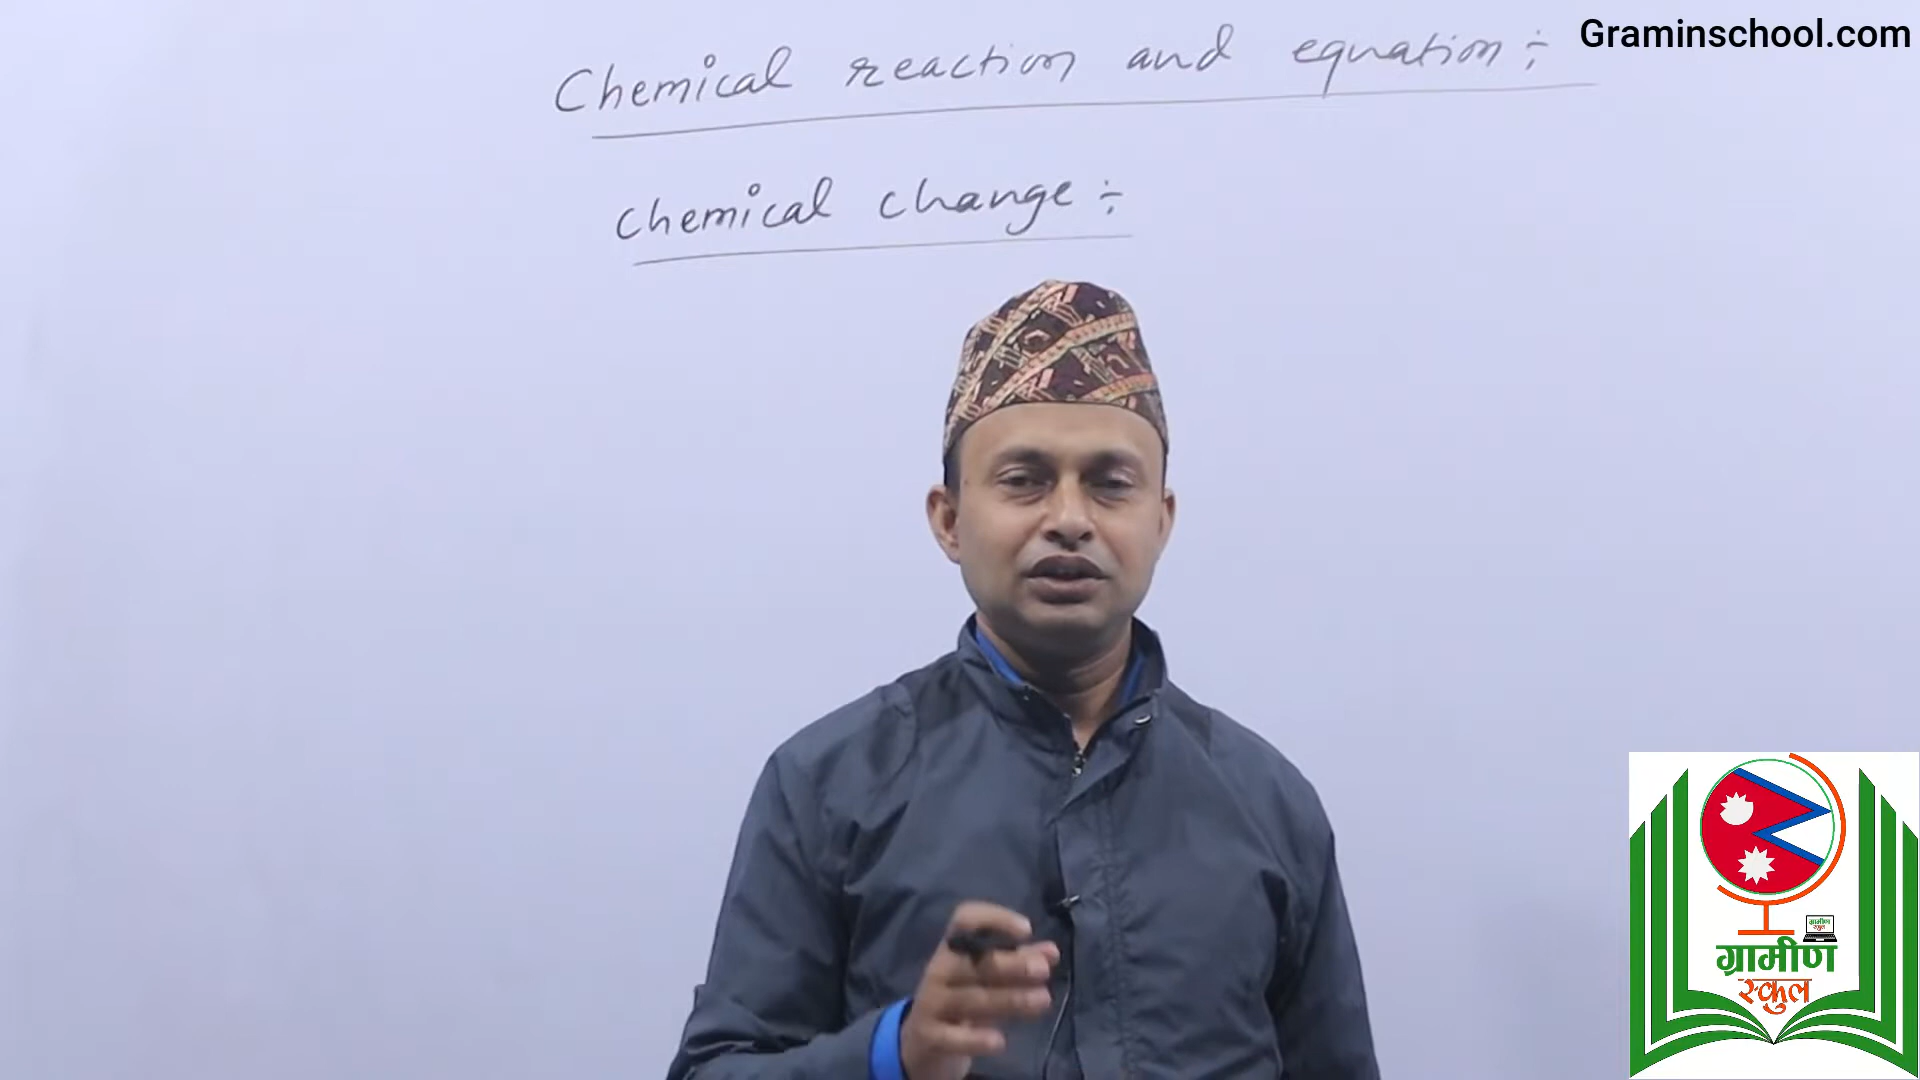 Graminschool.com
Chemical reaction and equation ÷
chemical change ÷
ग्रामीण
स्कुल